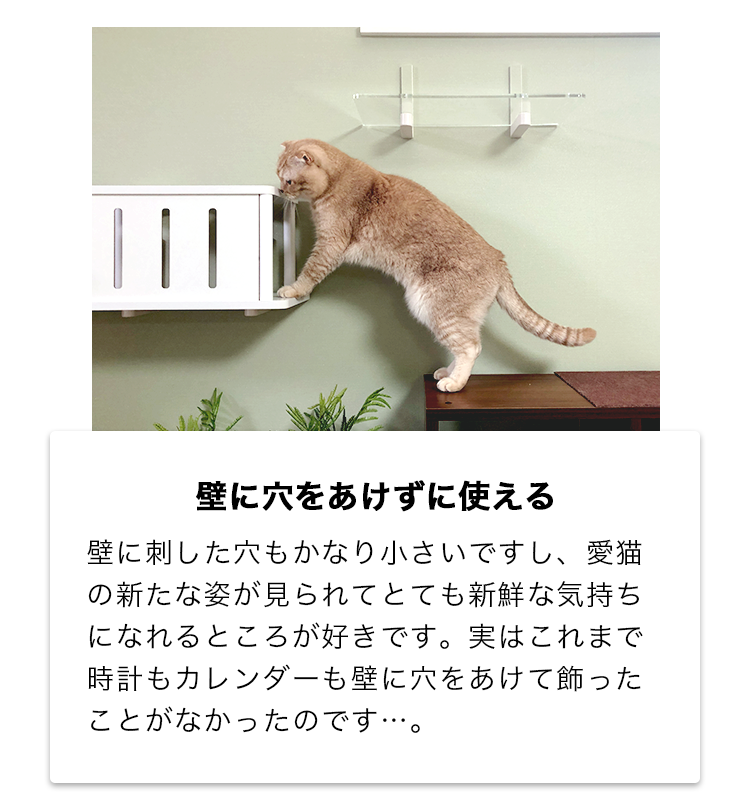 壁に穴をあけずに使える
壁に刺した穴もかなり小さいですし、愛猫
の新たな姿が見られてとても新鮮な気持ち
になれるところが好きです。実はこれまで
時計もカレンダーも壁に穴をあけて飾った
ことがなかったのです…。